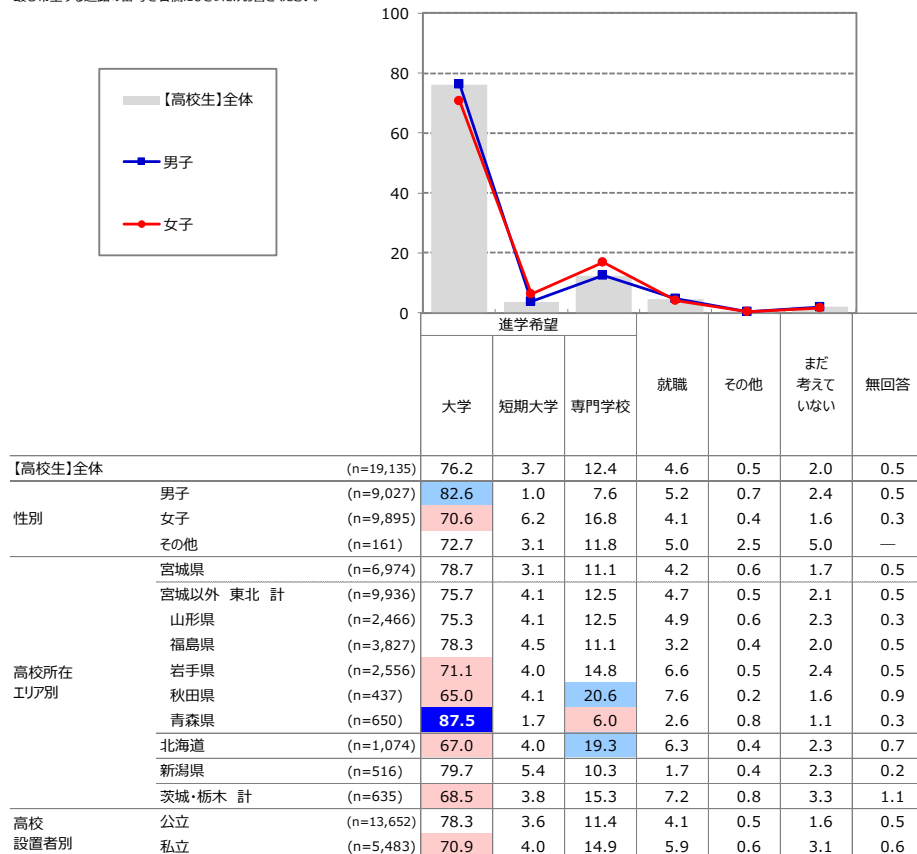 100
80
60
40
20
0
【高校生】全体
男子
女子
進学希望
大学 短期大学 専門学校 就職 その他 まだ考えていない 無回答
【高校生】全体 (n=19,135) 76.2 3.7 12.4 4.6 0.5 2.0 0.5
性別
男子 (n=9,027) 82.6 1.0 7.6 5.2 0.7 2.4 0.5
女子 (n=9,895) 70.6 6.2 16.8 4.1 0.4 1.6 0.3
その他 (n=161) 72.7 3.1 11.8 5.0 2.5 5.0 ―
高校所在
エリア別
宮城県 (n=6,974) 78.7 3.1 11.1 4.2 0.6 1.7 0.5
宮城以外 東北 計 (n=9,936) 75.7 4.1 12.5 4.7 0.5 2.1 0.5
山形県 (n=2,466) 75.3 4.1 12.5 4.9 0.6 2.3 0.3
福島県 (n=3,827) 78.3 4.5 11.1 3.2 0.4 2.0 0.5
岩手県 (n=2,556) 71.1 4.0 14.8 6.6 0.5 2.4 0.5
秋田県 (n=437) 65.0 4.1 20.6 7.6 0.2 1.6 0.9
青森県 (n=650) 87.5 1.7 6.0 2.6 0.8 1.1 0.3
北海道 (n=1,074) 67.0 4.0 19.3 6.3 0.4 2.3 0.7
新潟県 (n=516) 79.7 5.4 10.3 1.7 0.4 2.3 0.2
茨城・栃木 計 (n=635) 68.5 3.8 15.3 7.2 0.8 3.3 1.1
高校
設置者別
公立 (n=13,652) 78.3 3.6 11.4 4.1 0.5 1.6 0.5
私立 (n=5,483) 70.9 4.0 14.9 5.9 0.6 3.1 0.6